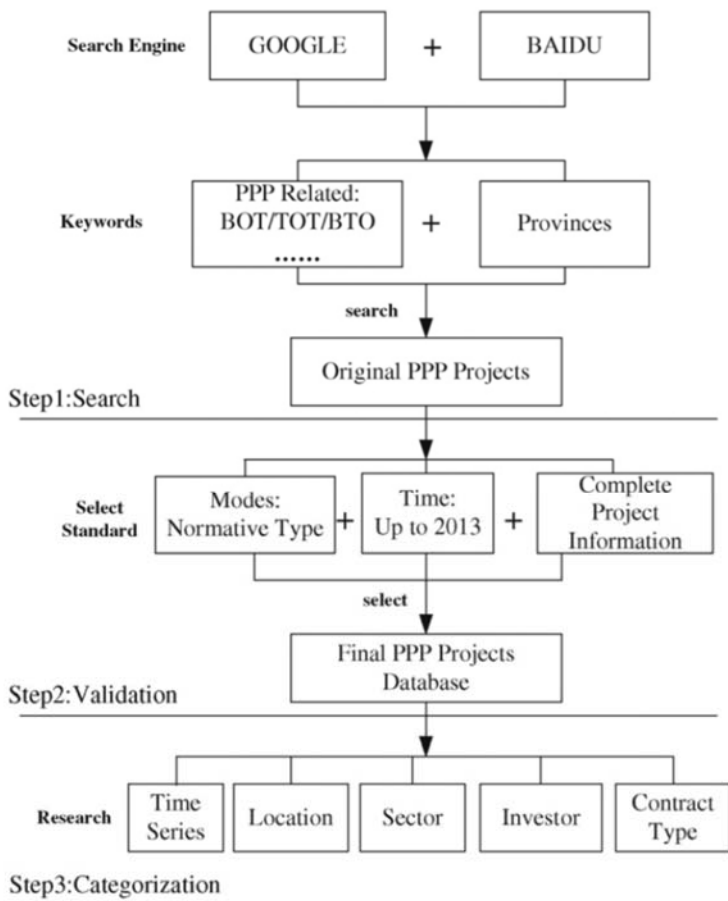 Search Engine
GOOGLE
+
BAIDU
Keywords
PPP Related:
BOT/TOT/BTO
......
+
Provinces
search
Original PPP Projects
Step1:Search
Select
Standard
Modes:
Normative Type
+
Time:
Up to 2013
+
Complete
Project
Information
select
Final PPP Projects
Database
Step2:Validation
Research
Time
Series
Location
Sector
Investor
Contract
Type
Step3:Categorization